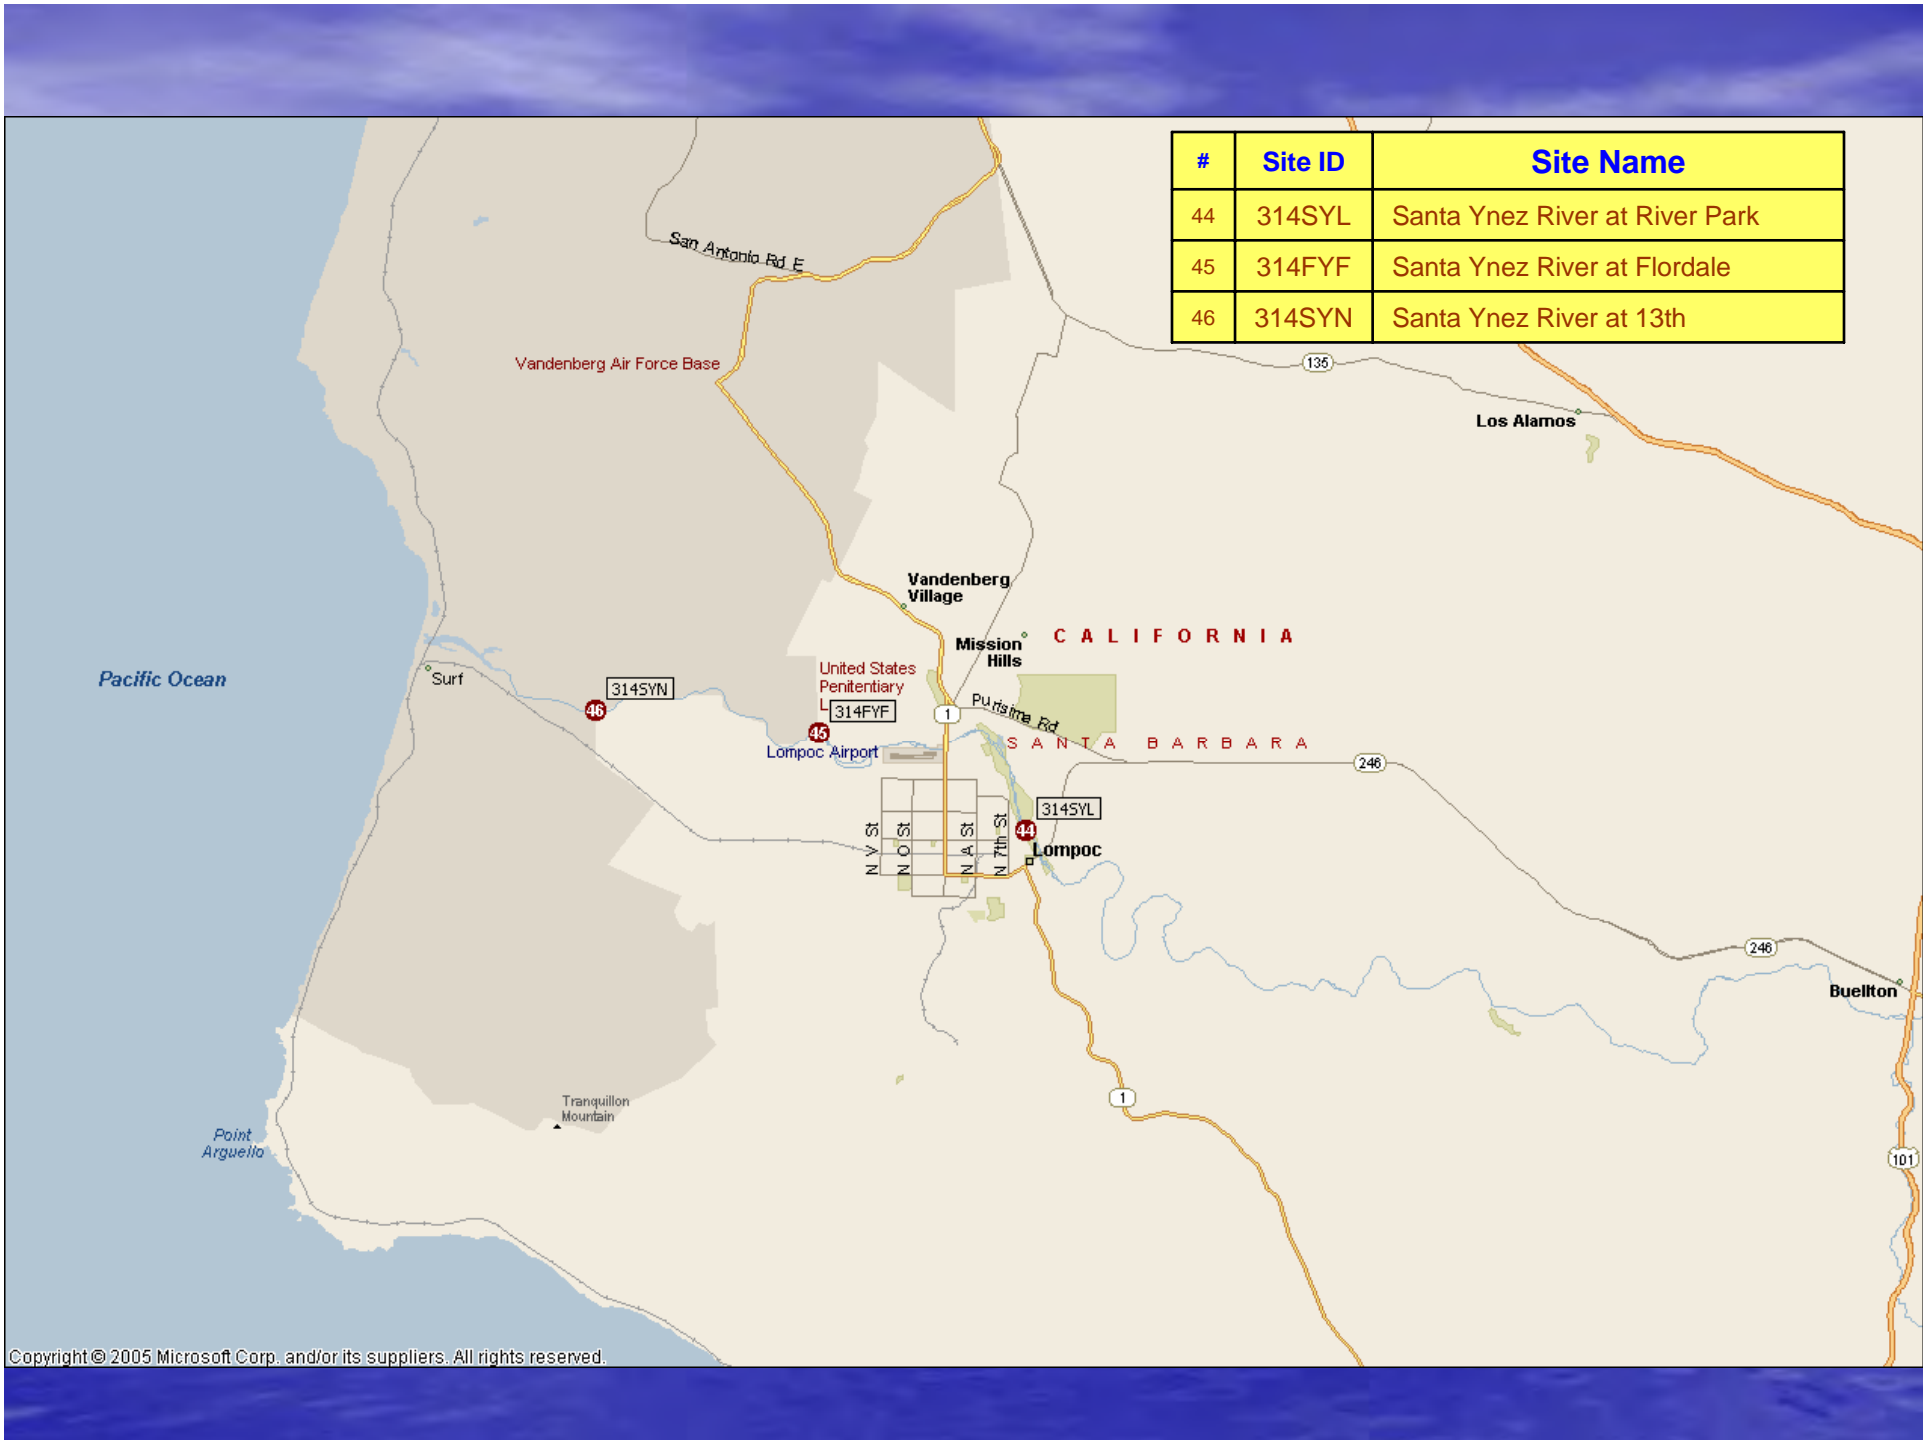 # Site ID Site Name
44 314SYL Santa Ynez River at River Park
45 314FYF Santa Ynez River at Flordale
46 314SYN Santa Ynez River at 13th
San Antonio Rd E
Vandenberg Air Force Base
135
Los Alamos
Vandenberg
Village
Mission
Hills
CALIFORNIA
Pacific Ocean
Surf
46 314SYN
United States
Penitentiary
L
314FYF
45
1
Purisima Rd
Lompoc Airport
SANTA BARBARA
246
314SYL
44
N V St
N O St
N A St
N 7th St
Lompoc
246
Buellton
1
Tranquillon
Mountain
Point
Arguello
101
Copyright © 2005 Microsoft Corp. and/or its suppliers. All rights reserved.